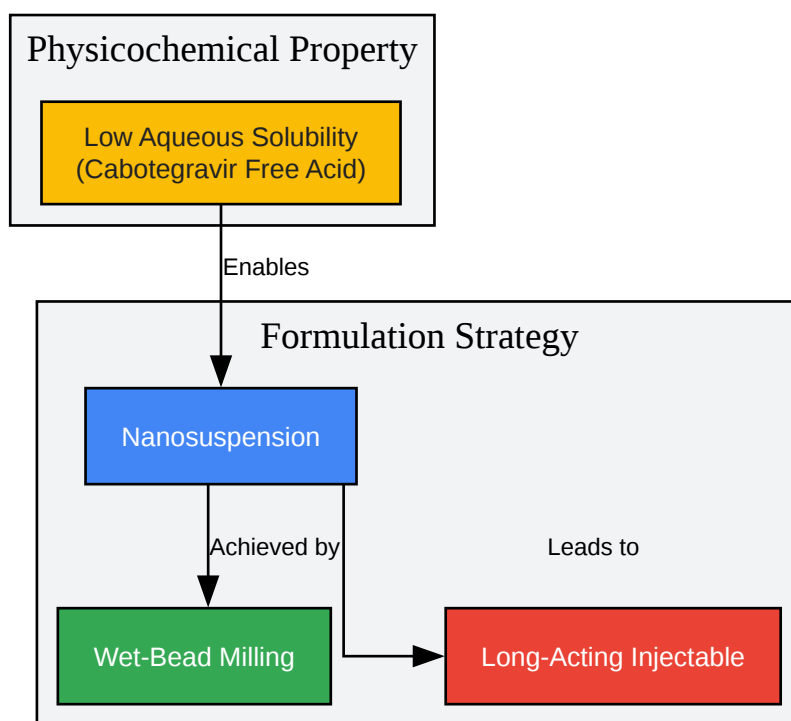 Physicochemical Property
Low Aqueous Solubility
(Cabotegravir Free Acid)
Enables
Formulation Strategy
Nanosuspension
Achieved by
Leads to
Wet-Bead Milling
Long-Acting Injectable